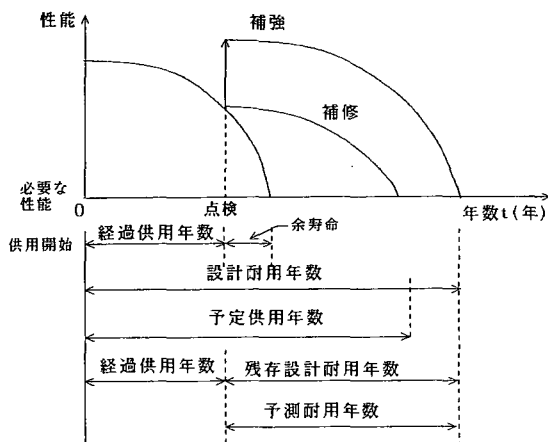 性能
補強
補修
必要な
性能
0
点検
年数t(年)
供用開始
経過供用年数
余寿命
設計耐用年数
予定供用年数
経過供用年数
残存設計耐用年数
予測耐用年数